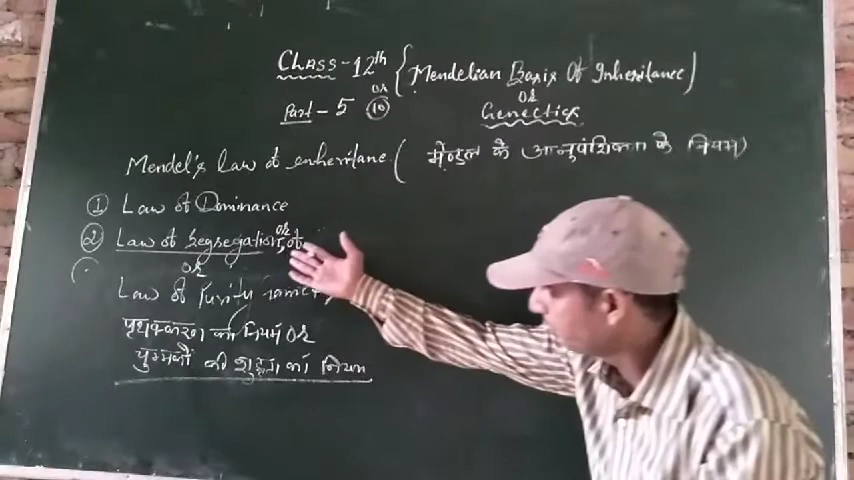 CLASS-12th { Mendelian Basis Of Inheritance)
or OR
Part - 5 (10) Genetics
Mendel's law of enheritane ( मेण्डल के आनुवंशिकता के नियम)
① Law of Dominance
② Law of Segregation or
OR
Law of Purity
पृथक्करण का नियम OR
युग्मकों की शुद्धता का नियम